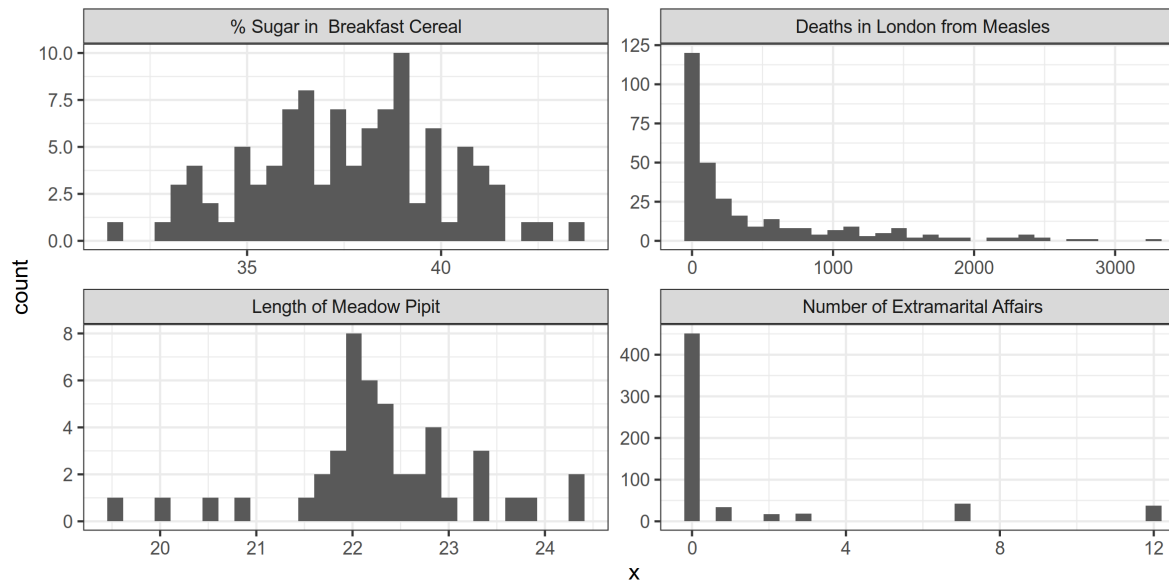 % Sugar in  Breakfast Cereal
Deaths in London from Measles
10.0
7.5
5.0
2.5
0.0
35 40
125
100
75
50
25
0
0 1000 2000 3000
count
Length of Meadow Pipit
Number of Extramarital Affairs
8
6
4
2
0
20 21 22 23 24
400
300
200
100
0
0 4 8 12
x